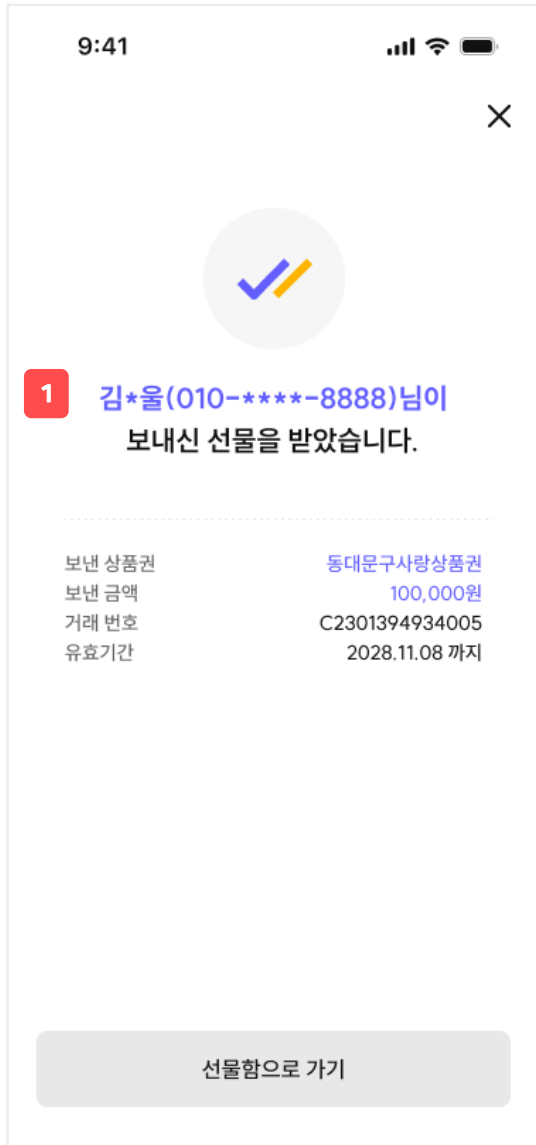 9:41
1
김*울(010-****-8888)님이
보내신 선물을 받았습니다.
보낸 상품권 동대문구사랑상품권
보낸 금액 100,000원
거래 번호 C2301394934005
유효기간 2028.11.08 까지
선물함으로 가기